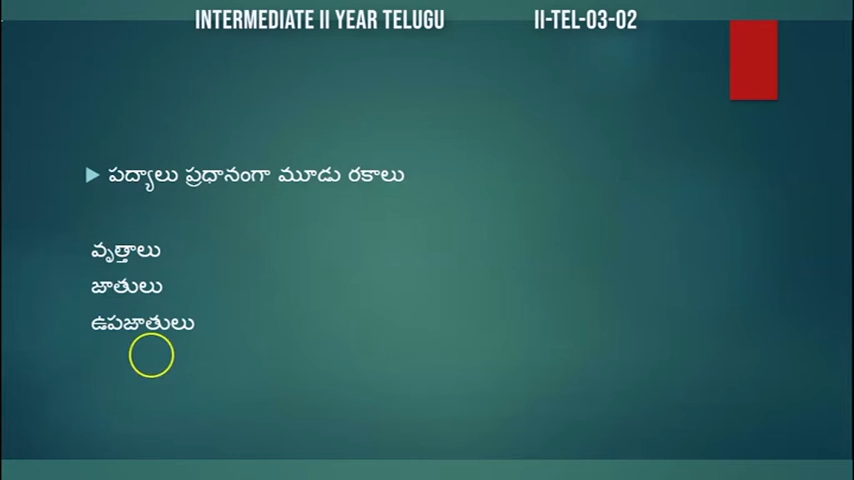 INTERMEDIATE II YEAR TELUGU II-TEL-03-02
పద్యాలు ప్రధానంగా మూడు రకాలు
వృత్తాలు
జాతులు
ఉపజాతులు